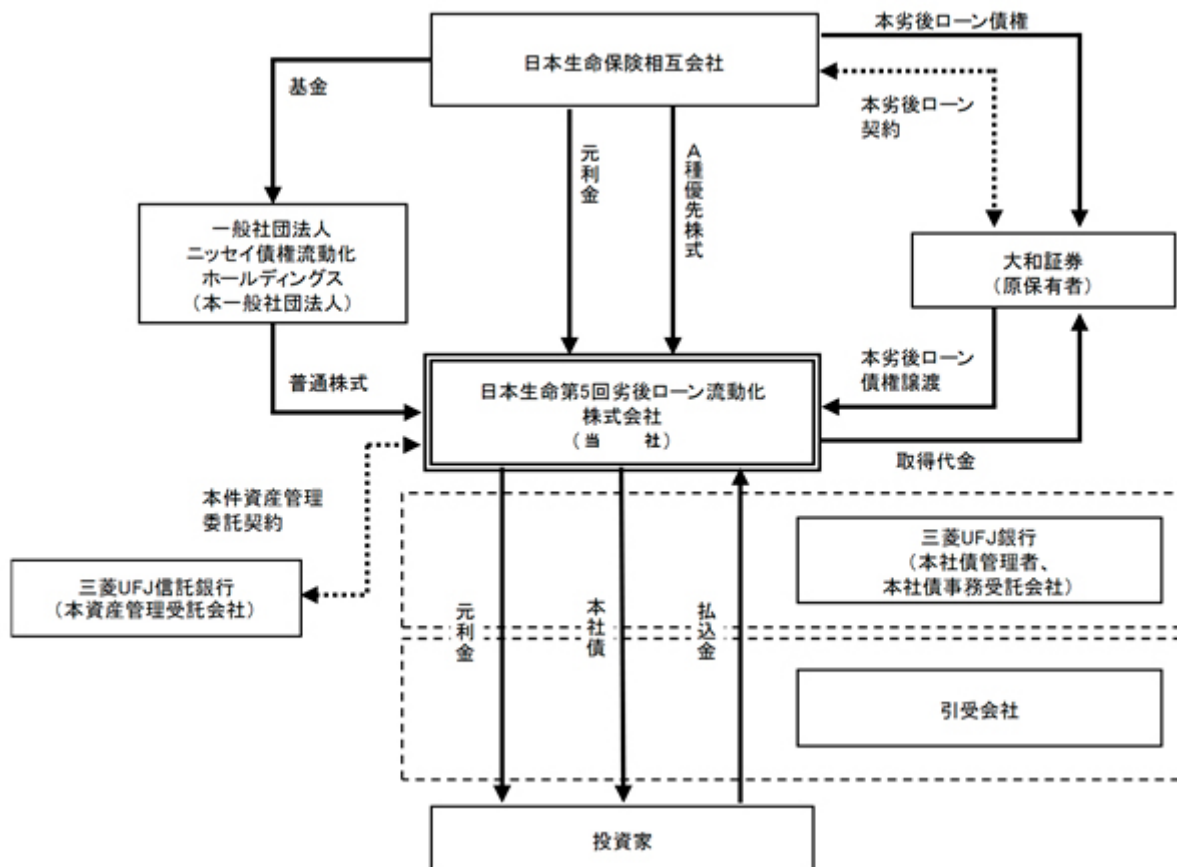 本劣後ローン債権
日本生命保険相互会社
基金
本劣後ローン
契約
元利金
A種優先株式
一般社団法人
ニッセイ債権流動化
ホールディングス
(本一般社団法人)
大和証券
(原保有者)
普通株式
本劣後ローン
債権譲渡
日本生命第5回劣後ローン流動化
株式会社
(当 社)
取得代金
本件資産管理
委託契約
三菱UFJ銀行
(本社債管理者、
本社債事務受託会社)
三菱UFJ信託銀行
(本資産管理受託会社)
元利金
本社債
払込金
引受会社
投資家